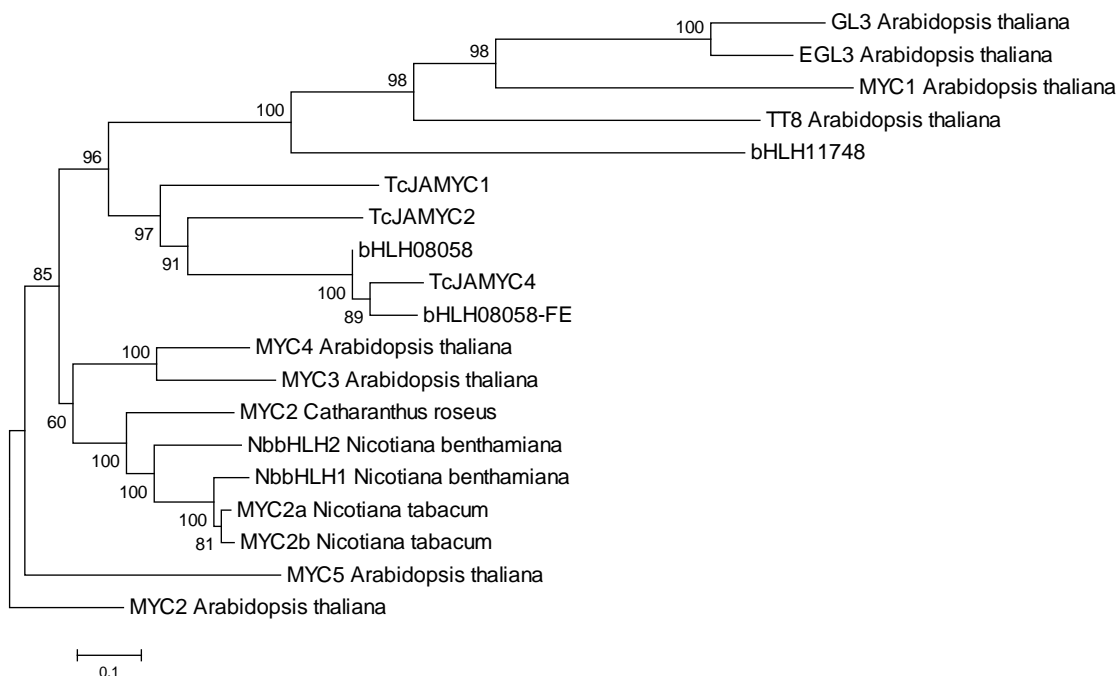 GL3 Arabidopsis thaliana
100
EGL3 Arabidopsis thaliana
98
98
MYC1 Arabidopsis thaliana
100
TT8 Arabidopsis thaliana
bHLH11748
96
TcJAMYC1
97
TcJAMYC2
91
bHLH08058
85
TcJAMYC4
100
bHLH08058-FE
89
MYC4 Arabidopsis thaliana
100
MYC3 Arabidopsis thaliana
60
MYC2 Catharanthus roseus
100
NbbHLH2 Nicotiana benthamiana
100
NbbHLH1 Nicotiana benthamiana
MYC2a Nicotiana tabacum
100
MYC2b Nicotiana tabacum
81
MYC5 Arabidopsis thaliana
MYC2 Arabidopsis thaliana
0.1